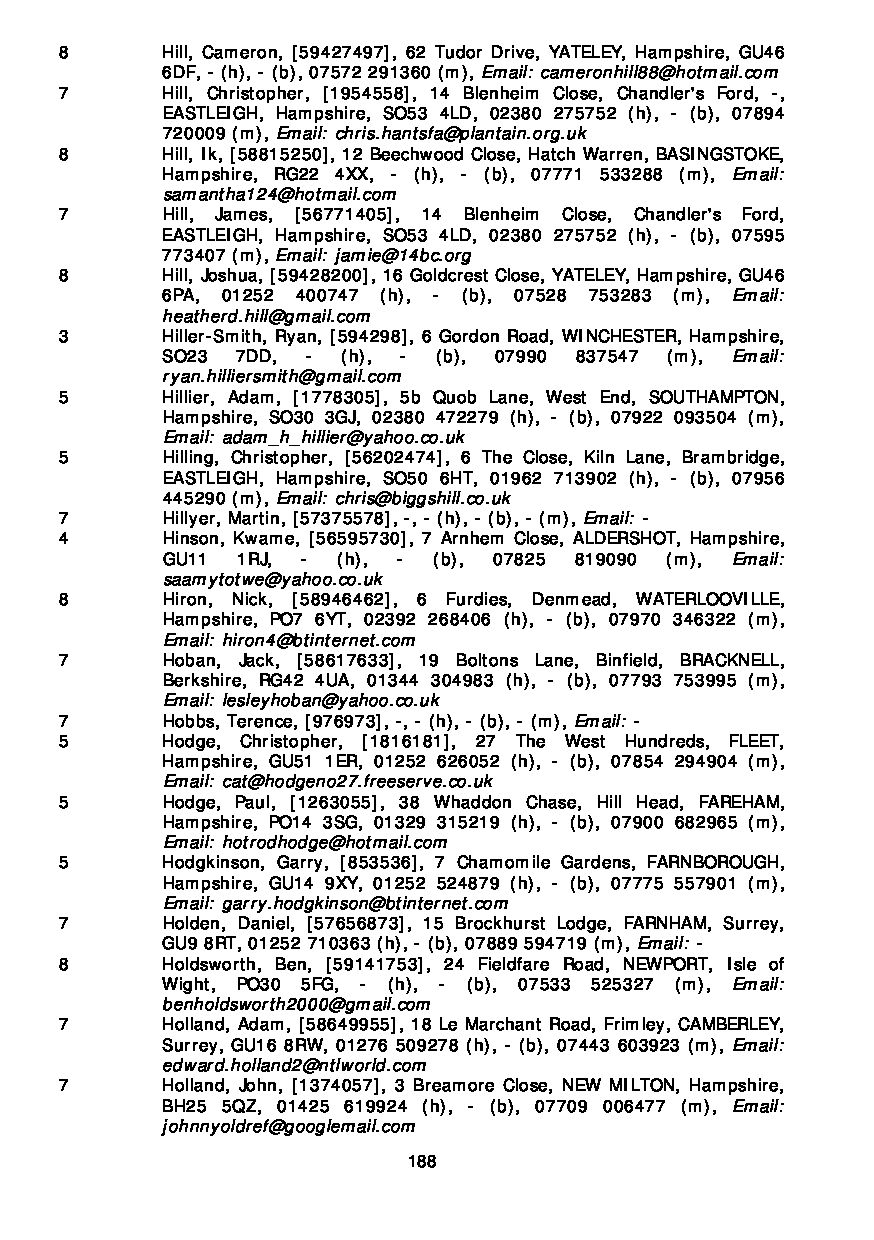 8 Hill, Cameron, [59427497], 62 Tudor Drive, YATELEY, Hampshire, GU46
6DF, - (h), - (b), 07572 291360 (m), Email: cameronhill88@hotmail.com
7 Hill, Christopher, [1954558], 14 Blenheim Close, Chandler's Ford, -,
EASTLEIGH, Hampshire, SO53 4LD, 02380 275752 (h), - (b), 07894
720009 (m), Email: chris.hantsfa@plantain.org.uk
8 Hill, Ik, [58815250], 12 Beechwood Close, Hatch Warren, BASINGSTOKE,
Hampshire, RG22 4XX, - (h), - (b), 07771 533288 (m), Email:
samantha124@hotmail.com
7 Hill, James, [56771405], 14 Blenheim Close, Chandler's Ford,
EASTLEIGH, Hampshire, SO53 4LD, 02380 275752 (h), - (b), 07595
773407 (m), Email: jamie@14bc.org
8 Hill, Joshua, [59428200], 16 Goldcrest Close, YATELEY, Hampshire, GU46
6PA, 01252 400747 (h), - (b), 07528 753283 (m), Email:
heatherd.hill@gmail.com
3 Hiller-Smith, Ryan, [594298], 6 Gordon Road, WINCHESTER, Hampshire,
SO23 7DD, - (h), - (b), 07990 837547 (m), Email:
ryan.hilliersmith@gmail.com
5 Hillier, Adam, [1778305], 5b Quob Lane, West End, SOUTHAMPTON,
Hampshire, SO30 3GJ, 02380 472279 (h), - (b), 07922 093504 (m),
Email: adam_h_hillier@yahoo.co.uk
5 Hilling, Christopher, [56202474], 6 The Close, Kiln Lane, Brambridge,
EASTLEIGH, Hampshire, SO50 6HT, 01962 713902 (h), - (b), 07956
445290 (m), Email: chris@biggshill.co.uk
7 Hillyer, Martin, [57375578], -, - (h), - (b), - (m), Email: -
4 Hinson, Kwame, [56595730], 7 Arnhem Close, ALDERSHOT, Hampshire,
GU11 1RJ, - (h), - (b), 07825 819090 (m), Email:
saamytotwe@yahoo.co.uk
8 Hiron, Nick, [58946462], 6 Furdies, Denmead, WATERLOOVILLE,
Hampshire, PO7 6YT, 02392 268406 (h), - (b), 07970 346322 (m),
Email: hiron4@btinternet.com
7 Hoban, Jack, [58617633], 19 Boltons Lane, Binfield, BRACKNELL,
Berkshire, RG42 4UA, 01344 304983 (h), - (b), 07793 753995 (m),
Email: lesleyhoban@yahoo.co.uk
7 Hobbs, Terence, [976973], -, - (h), - (b), - (m), Email: -
5 Hodge, Christopher, [1816181], 27 The West Hundreds, FLEET,
Hampshire, GU51 1ER, 01252 626052 (h), - (b), 07854 294904 (m),
Email: cat@hodgeno27.freeserve.co.uk
5 Hodge, Paul, [1263055], 38 Whaddon Chase, Hill Head, FAREHAM,
Hampshire, PO14 3SG, 01329 315219 (h), - (b), 07900 682965 (m),
Email: hotrodhodge@hotmail.com
5 Hodgkinson, Garry, [853536], 7 Chamomile Gardens, FARNBOROUGH,
Hampshire, GU14 9XY, 01252 524879 (h), - (b), 07775 557901 (m),
Email: garry.hodgkinson@btinternet.com
7 Holden, Daniel, [57656873], 15 Brockhurst Lodge, FARNHAM, Surrey,
GU9 8RT, 01252 710363 (h), - (b), 07889 594719 (m), Email: -
8 Holdsworth, Ben, [59141753], 24 Fieldfare Road, NEWPORT, Isle of
Wight, PO30 5FG, - (h), - (b), 07533 525327 (m), Email:
benholdsworth2000@gmail.com
7 Holland, Adam, [58649955], 18 Le Marchant Road, Frimley, CAMBERLEY,
Surrey, GU16 8RW, 01276 509278 (h), - (b), 07443 603923 (m), Email:
edward.holland2@ntlworld.com
7 Holland, John, [1374057], 3 Breamore Close, NEW MILTON, Hampshire,
BH25 5QZ, 01425 619924 (h), - (b), 07709 006477 (m), Email:
johnnyoldref@googlemail.com
188